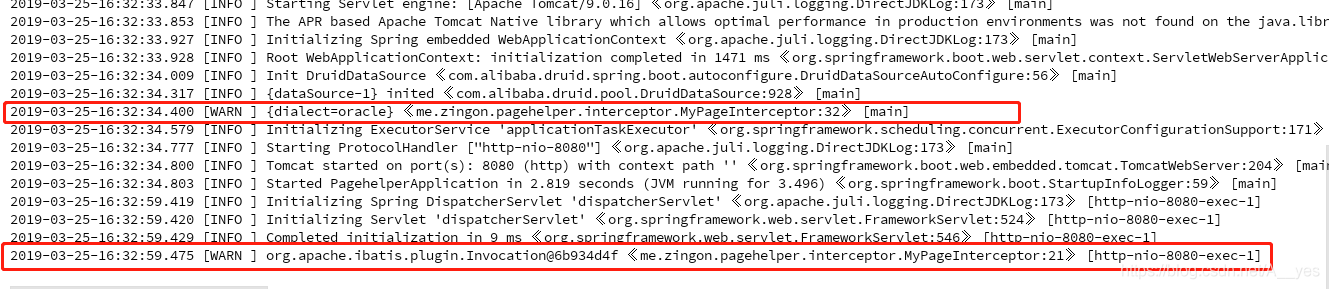 2019-03-25-16:32:33.847 [INFO ] Starting Servlet engine: [Apache Tomcat/9.0.16] ≪org.apache.juli.logging.DirectJDKLog:173≫ [main]
2019-03-25-16:32:33.853 [INFO ] The APR based Apache Tomcat Native library which allows optimal performance in production environments was not found on the java.libr
2019-03-25-16:32:33.927 [INFO ] Initializing Spring embedded WebApplicationContext ≪org.apache.juli.logging.DirectJDKLog:173≫ [main]
2019-03-25-16:32:33.928 [INFO ] Root WebApplicationContext: initialization completed in 1471 ms ≪org.springframework.boot.web.servlet.context.ServletWebServerApplic
2019-03-25-16:32:34.009 [INFO ] Init DruidDataSource ≪com.alibaba.druid.spring.boot.autoconfigure.DruidDataSourceAutoConfigure:56≫ [main]
2019-03-25-16:32:34.317 [INFO ] {dataSource-1} inited ≪com.alibaba.druid.pool.DruidDataSource:928≫ [main]
2019-03-25-16:32:34.400 [WARN ] {dialect=oracle} ≪me.zingon.pagehelper.interceptor.MyPageInterceptor:32≫ [main]
2019-03-25-16:32:34.579 [INFO ] Initializing ExecutorService 'applicationTaskExecutor' ≪org.springframework.scheduling.concurrent.ExecutorConfigurationSupport:171≫
2019-03-25-16:32:34.777 [INFO ] Starting ProtocolHandler ["http-nio-8080"] ≪org.apache.juli.logging.DirectJDKLog:173≫ [main]
2019-03-25-16:32:34.800 [INFO ] Tomcat started on port(s): 8080 (http) with context path '' ≪org.springframework.boot.web.embedded.tomcat.TomcatWebServer:204≫ [mai
2019-03-25-16:32:34.803 [INFO ] Started PagehelperApplication in 2.819 seconds (JVM running for 3.496) ≪org.springframework.boot.StartupInfoLogger:59≫ [main]
2019-03-25-16:32:59.419 [INFO ] Initializing Spring DispatcherServlet 'dispatcherServlet' ≪org.apache.juli.logging.DirectJDKLog:173≫ [http-nio-8080-exec-1]
2019-03-25-16:32:59.420 [INFO ] Initializing Servlet 'dispatcherServlet' ≪org.springframework.web.servlet.FrameworkServlet:524≫ [http-nio-8080-exec-1]
2019-03-25-16:32:59.429 [INFO ] Completed initialization in 9 ms ≪org.springframework.web.servlet.FrameworkServlet:546≫ [http-nio-8080-exec-1]
2019-03-25-16:32:59.475 [WARN ] org.apache.ibatis.plugin.Invocation@6b934d4f ≪me.zingon.pagehelper.interceptor.MyPageInterceptor:21≫ [http-nio-8080-exec-1]